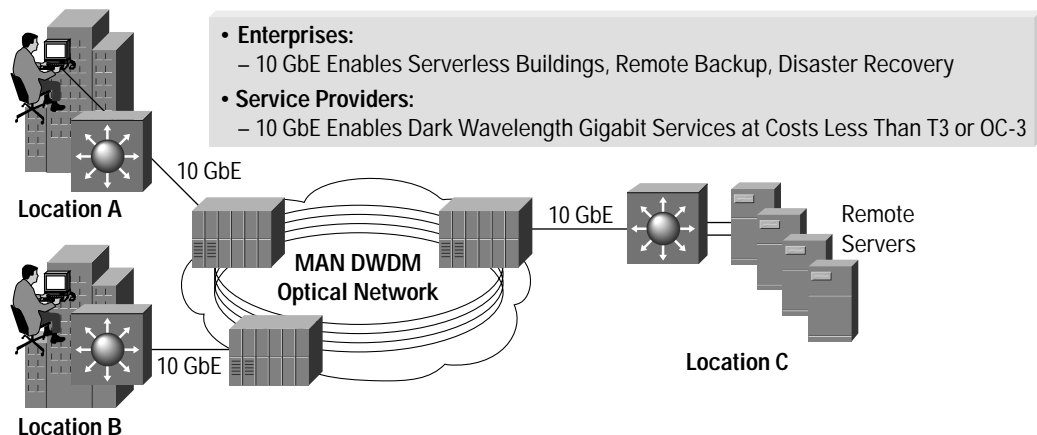 • Enterprises:
– 10 GbE Enables Serverless Buildings, Remote Backup, Disaster Recovery
• Service Providers:
– 10 GbE Enables Dark Wavelength Gigabit Services at Costs Less Than T3 or OC-3
10 GbE
Location A
10 GbE
Remote
Servers
MAN DWDM
Optical Network
10 GbE
Location C
Location B